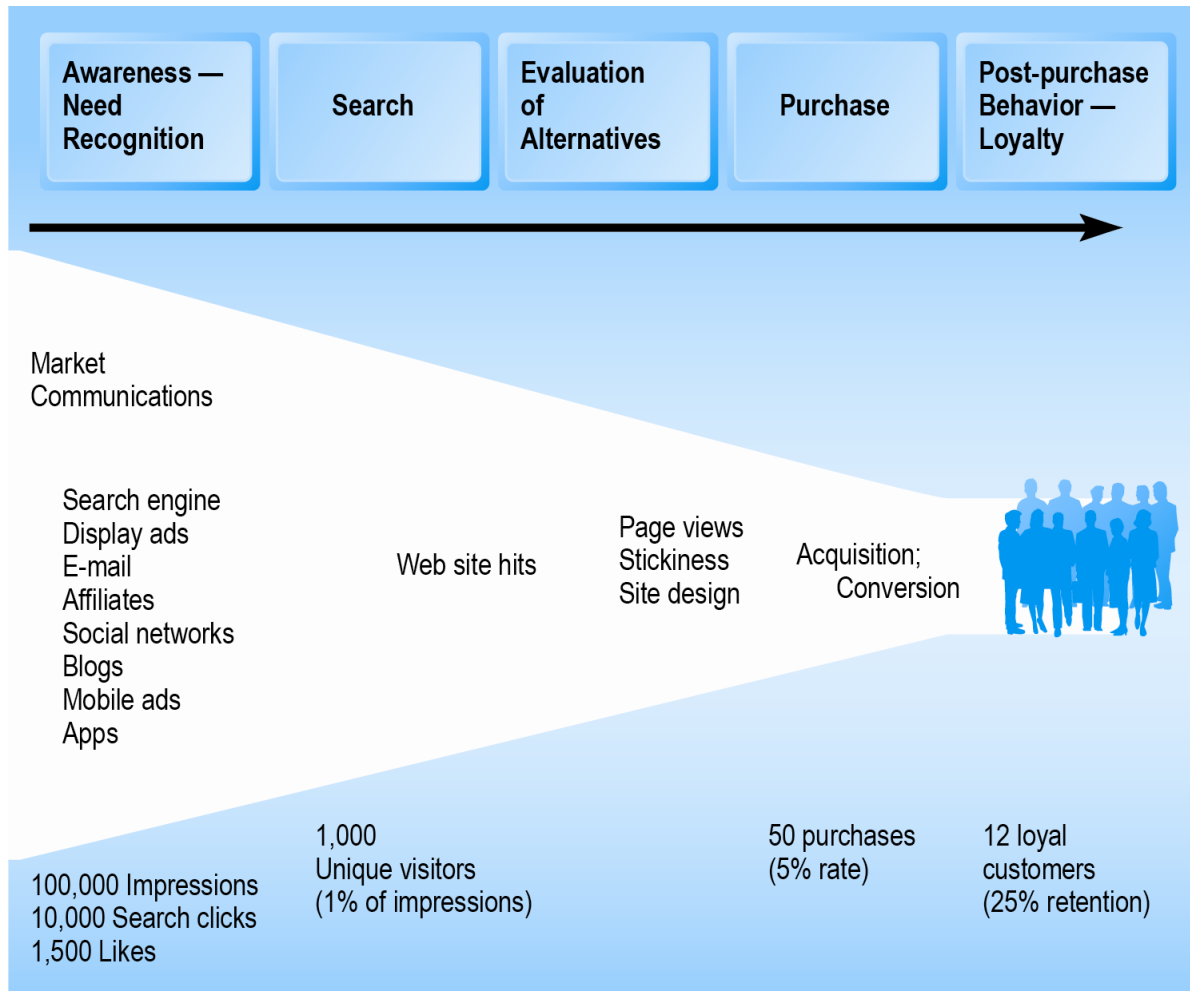 Awareness —
Need
Recognition
Search
Evaluation
of
Alternatives
Purchase
Post-purchase
Behavior —
Loyalty
Market
Communications
Search engine
Display ads
E-mail
Affiliates
Social networks
Blogs
Mobile ads
Apps
Web site hits
Page views
Stickiness
Site design
Acquisition;
Conversion
100,000 Impressions
10,000 Search clicks
1,500 Likes
1,000
Unique visitors
(1% of impressions)
50 purchases
(5% rate)
12 loyal
customers
(25% retention)